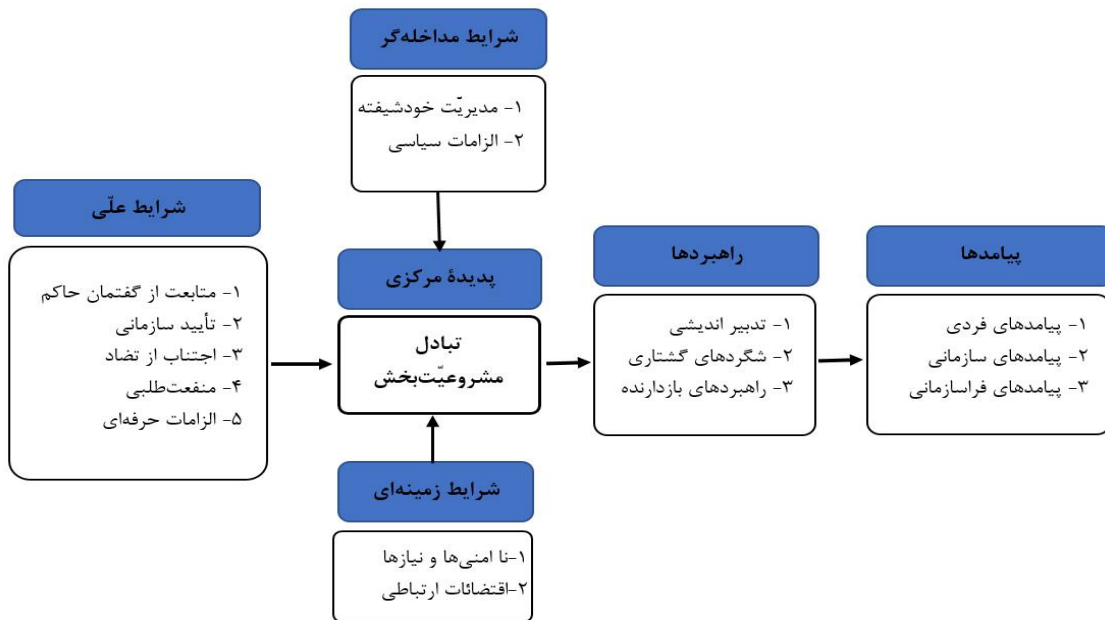 شرایط مداخله‌گر
۱- مدیریّت خودشیفته
۲- الزامات سیاسی
شرایط علّی
۱- متابعت از گفتمان حاکم
۲- تأیید سازمانی
۳- اجتناب از تضاد
۴- منفعت‌طلبی
۵- الزامات حرفه‌ای
پدیدهٔ مرکزی
تبادل
مشروعیّت‌بخش
شرایط زمینه‌ای
۱-نا امنی‌ها و نیازها
۲-اقتضائات ارتباطی
راهبردها
۱- تدبیر اندیشی
۲- شگردهای گشتاری
۳- راهبردهای بازدارنده
پیامدها
۱- پیامدهای فردی
۲- پیامدهای سازمانی
۳- پیامدهای فراسازمانی